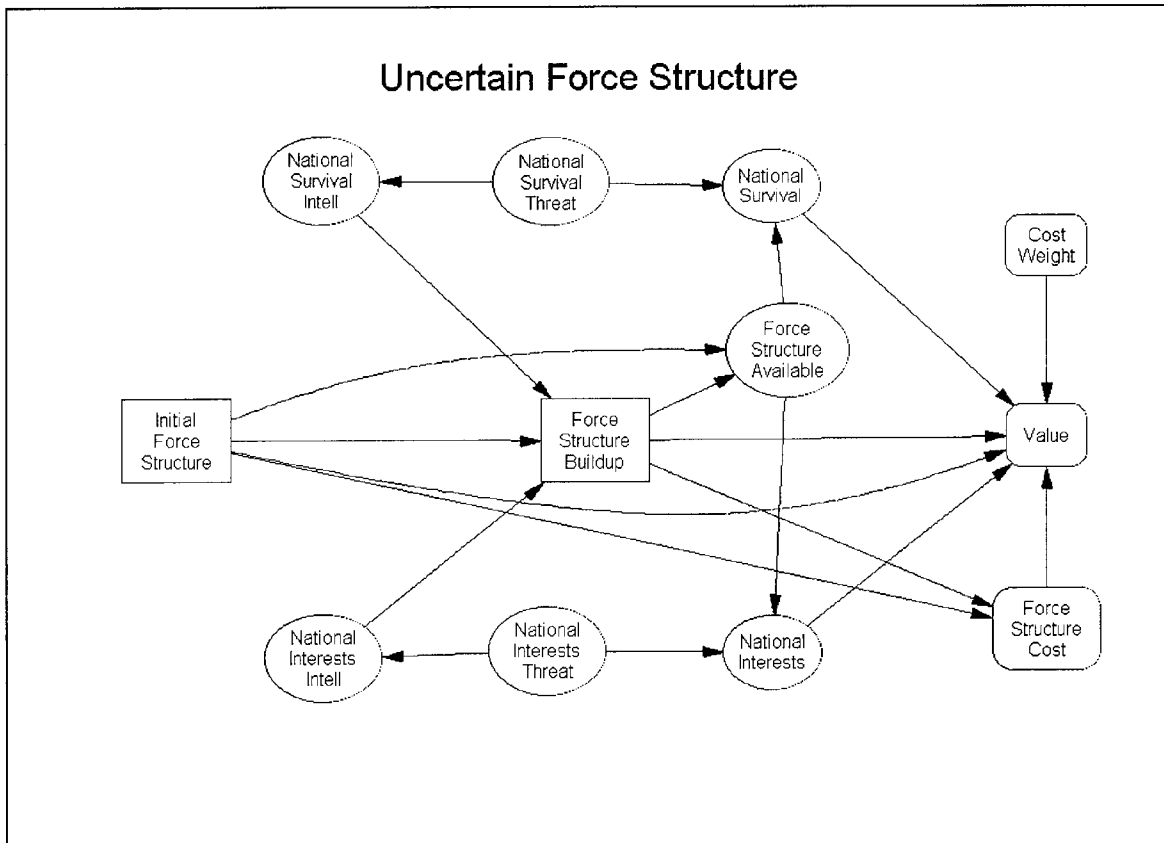 Uncertain Force Structure
National
Survival
Intell
National
Survival
Threat
National
Survival
Cost
Weight
Force
Structure
Available
Initial
Force
Structure
Force
Structure
Buildup
Value
National
Interests
Intell
National
Interests
Threat
National
Interests
Force
Structure
Cost